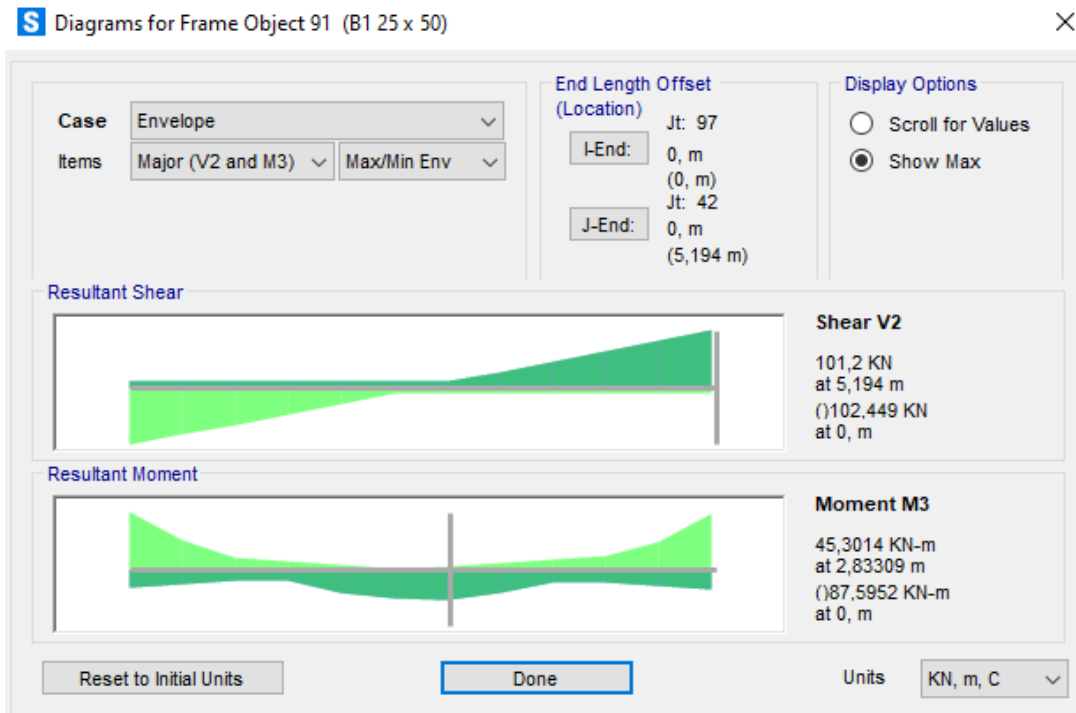 S Diagrams for Frame Object 91 (B1 25 x 50)
Case Envelope
Items Major (V2 and M3) Max/Min Env
End Length Offset
(Location)
I-End:
Jt: 97
0, m
(0, m)
J-End:
Jt: 42
0, m
(5,194 m)
Display Options
Scroll for Values
Show Max
Resultant Shear
Shear V2
101,2 KN
at 5,194 m
()102,449 KN
at 0, m
Resultant Moment
Moment M3
45,3014 KN-m
at 2,83309 m
()87,5952 KN-m
at 0, m
Reset to Initial Units
Done
Units KN, m, C